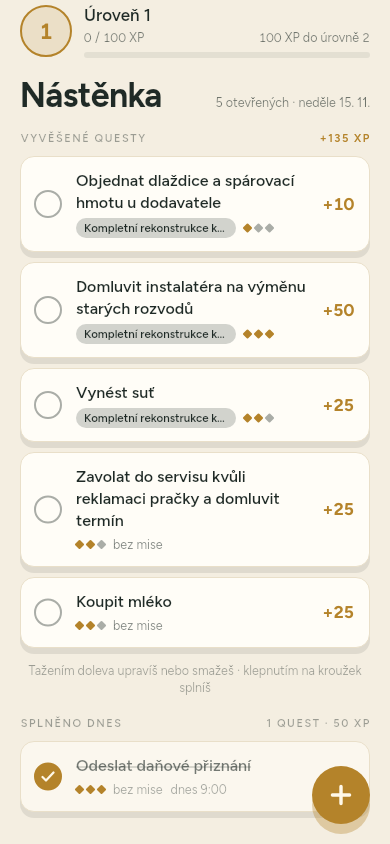 1
Úroveň 1
0 / 100 XP
100 XP do úrovně 2
Nástěnka
5 otevřených · neděle 15. 11.
VYVĚŠENÉ QUESTY
+135 XP
Objednat dlaždice a spárovací
hmotu u dodavatele
+10
Kompletní rekonstrukce k...
Domluvit instalatéra na výměnu
starých rozvodů
+50
Kompletní rekonstrukce k...
Vynést suť
+25
Kompletní rekonstrukce k...
Zavolat do servisu kvůli
reklamaci pračky a domluvit
termín
+25
bez mise
Koupit mléko
+25
bez mise
Tažením doleva upravíš nebo smažeš · klepnutím na kroužek
splníš
SPLNĚNO DNES
1 QUEST · 50 XP
Odeslat daňové přiznání
bez mise dnes 9:00